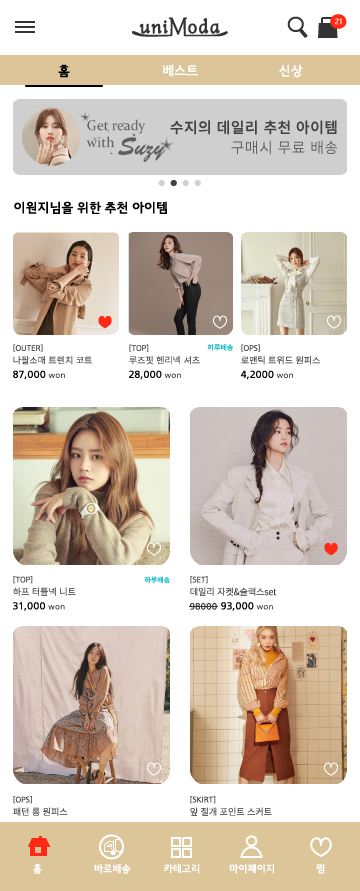 uniModa
21
홈 베스트 신상
Get ready
with Suzy
수지의 데일리 추천 아이템
구매시 무료 배송
이원지님을 위한 추천 아이템
[OUTER]
나팔소매 트렌치 코트
87,000 won
[TOP] 하루배송
루즈핏 헨리넥 셔츠
28,000 won
[OPS]
로맨틱 트위드 원피스
4,2000 won
[TOP] 하루배송
하프 터틀넥 니트
31,000 won
[SET]
데일리 자켓&슬랙스set
98000 93,000 won
[OPS]
패턴 롱 원피스
[SKIRT]
앞 절개 포인트 스커트
홈 바로배송 카테고리 마이페이지 찜